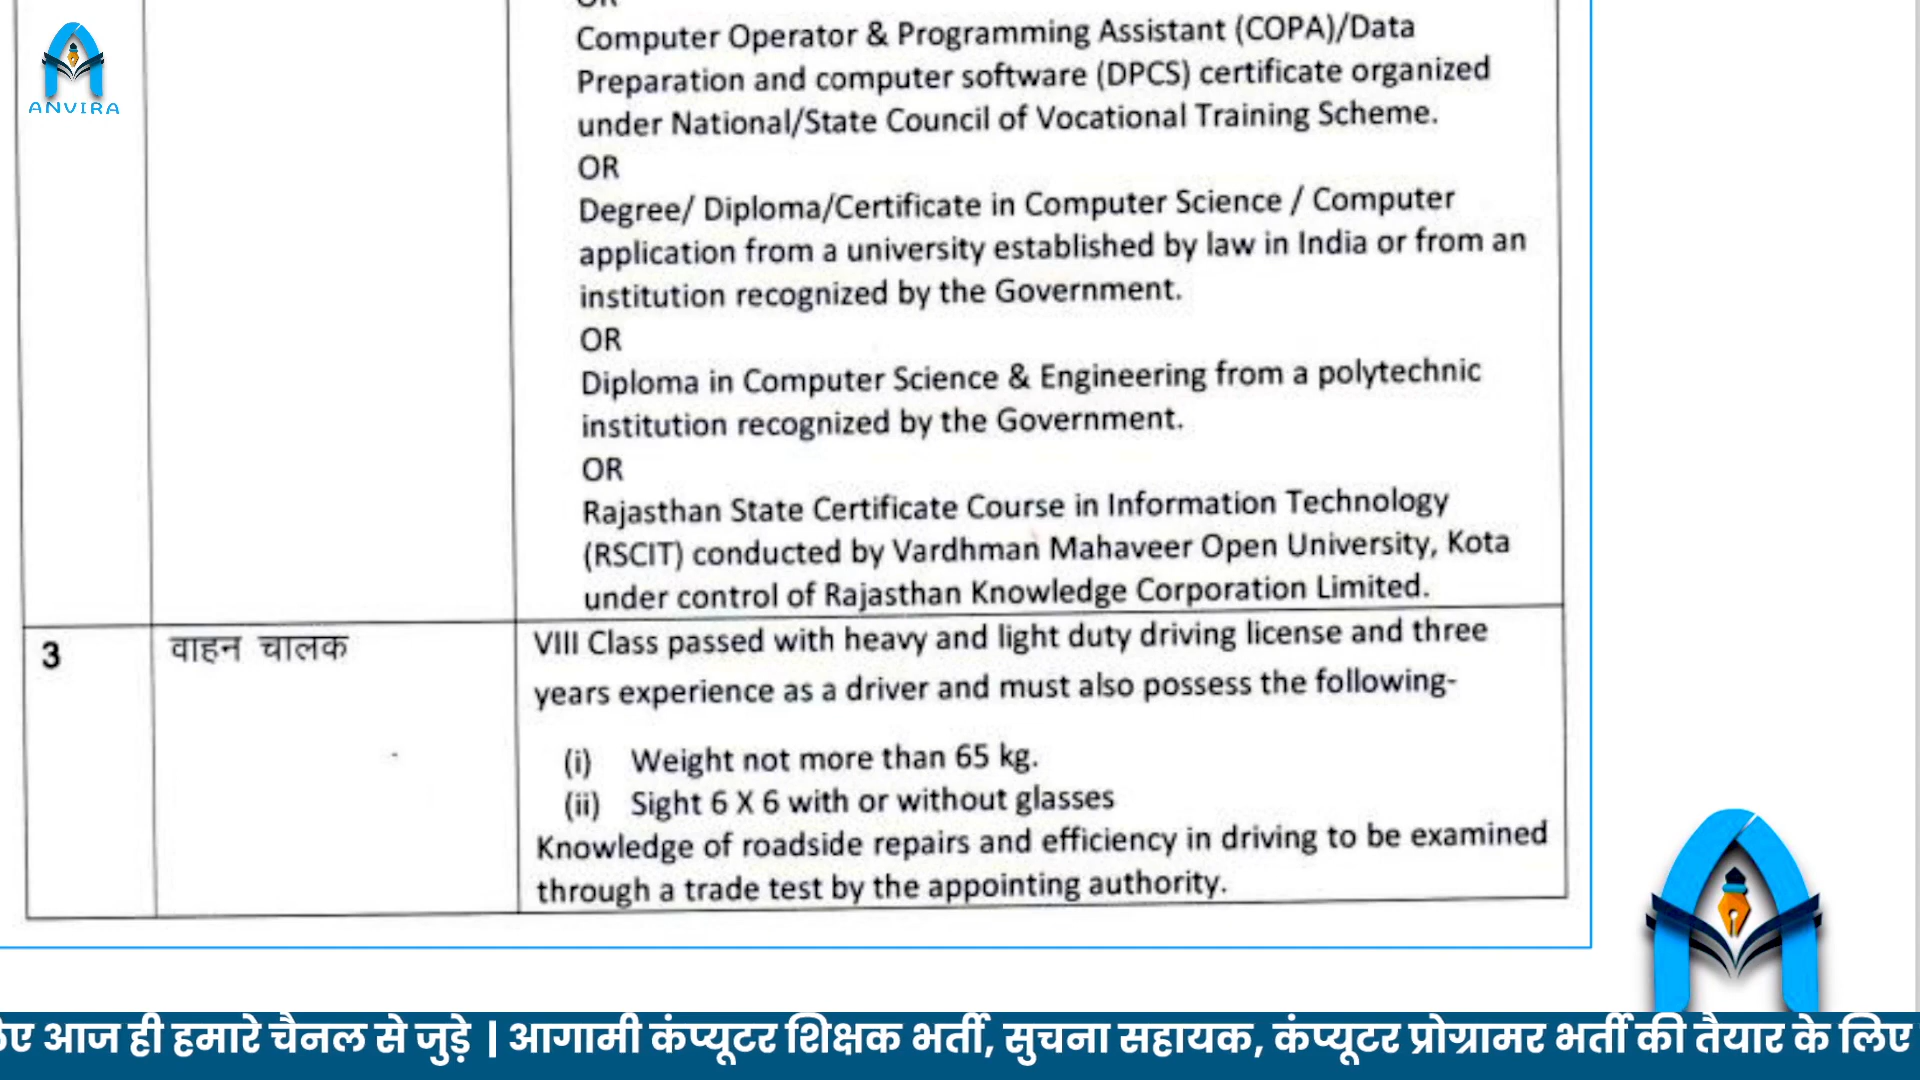 OR
Computer Operator & Programming Assistant (COPA)/Data
Preparation and computer software (DPCS) certificate organized
under National/State Council of Vocational Training Scheme.
OR
Degree/ Diploma/Certificate in Computer Science / Computer
application from a university established by law in India or from an
institution recognized by the Government.
OR
Diploma in Computer Science & Engineering from a polytechnic
institution recognized by the Government.
OR
Rajasthan State Certificate Course in Information Technology
(RSCIT) conducted by Vardhman Mahaveer Open University, Kota
under control of Rajasthan Knowledge Corporation Limited.
3 वाहन चालक
VIII Class passed with heavy and light duty driving license and three
years experience as a driver and must also possess the following-
(i) Weight not more than 65 kg.
(ii) Sight 6 X 6 with or without glasses
Knowledge of roadside repairs and efficiency in driving to be examined
through a trade test by the appointing authority.
ANVIRA
आज ही हमारे चैनल से जुड़े | आगामी कंप्यूटर शिक्षक भर्ती, सुचना सहायक, कंप्यूटर प्रोग्रामर भर्ती की तैयार के लिए